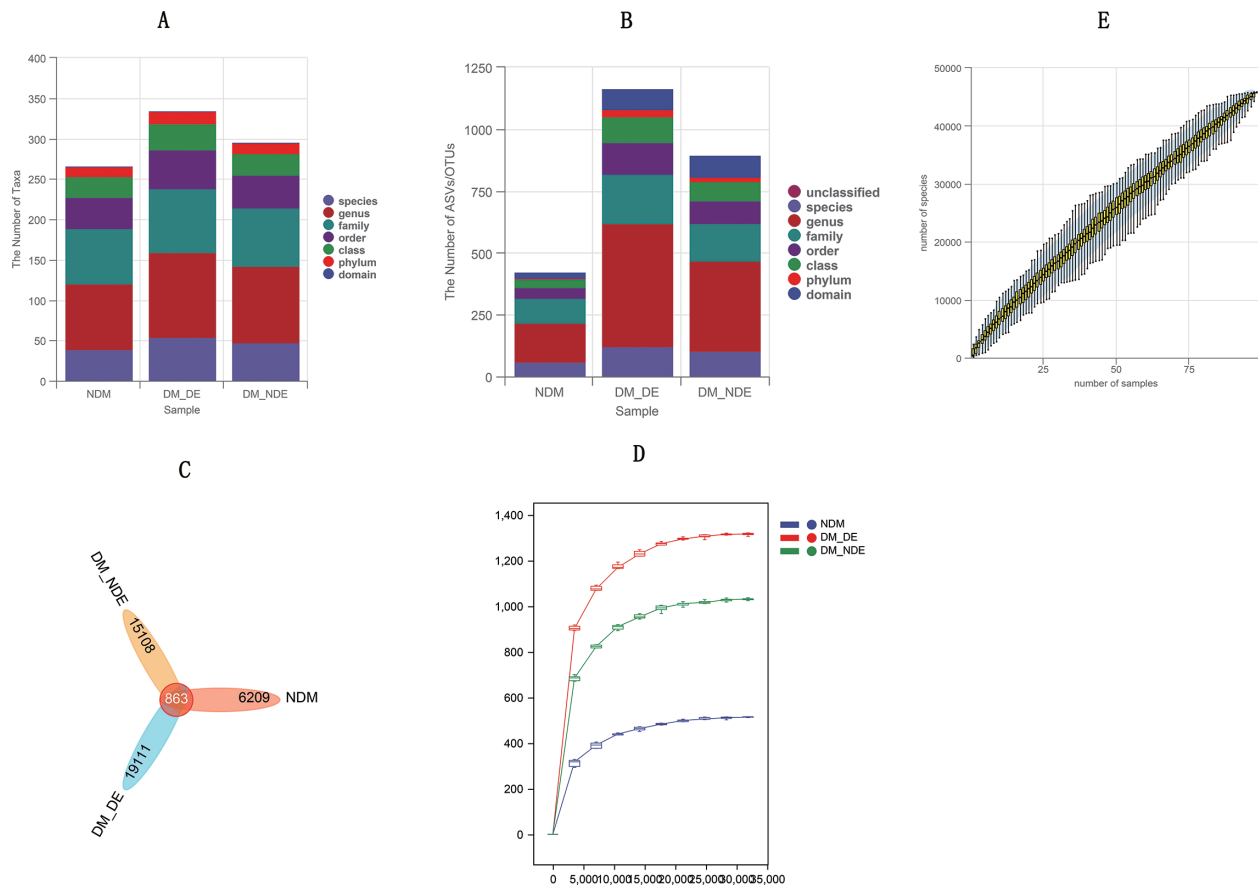 A
The Number of Taxa
400
350
300
250
200
150
100
50
0
NDM
DM_DE
DM_NDE
Sample
species
genus
family
order
class
phylum
domain
B
The Number of ASVs/OTUs
1250
1000
750
500
250
0
NDM
DM_DE
DM_NDE
Sample
unclassified
species
genus
family
order
class
phylum
domain
E
number of species
50000
40000
30000
20000
10000
0
25
50
75
number of samples
C
DM_NDE
15108
863
6209
NDM
19111
DM_DE
D
1,400
1,200
1,000
800
600
400
200
0
0
5,000
10,000
15,000
20,000
25,000
30,000
35,000
NDM
DM_DE
DM_NDE